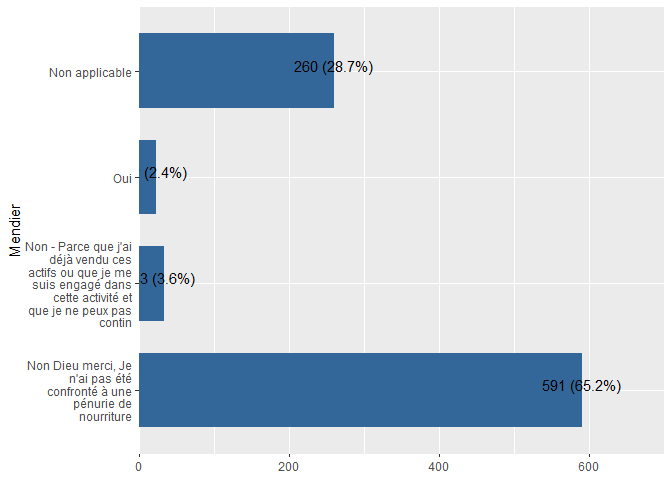 Mendier
Non applicable
260 (28.7%)
Oui
(2.4%)
Non - Parce que j'ai
déjà vendu ces
actifs ou que je me
suis engagé dans
cette activité et
que je ne peux pas
contin
3 (3.6%)
Non Dieu merci, Je
n'ai pas été
confronté à une
pénurie de
nourriture
591 (65.2%)
0
200
400
600